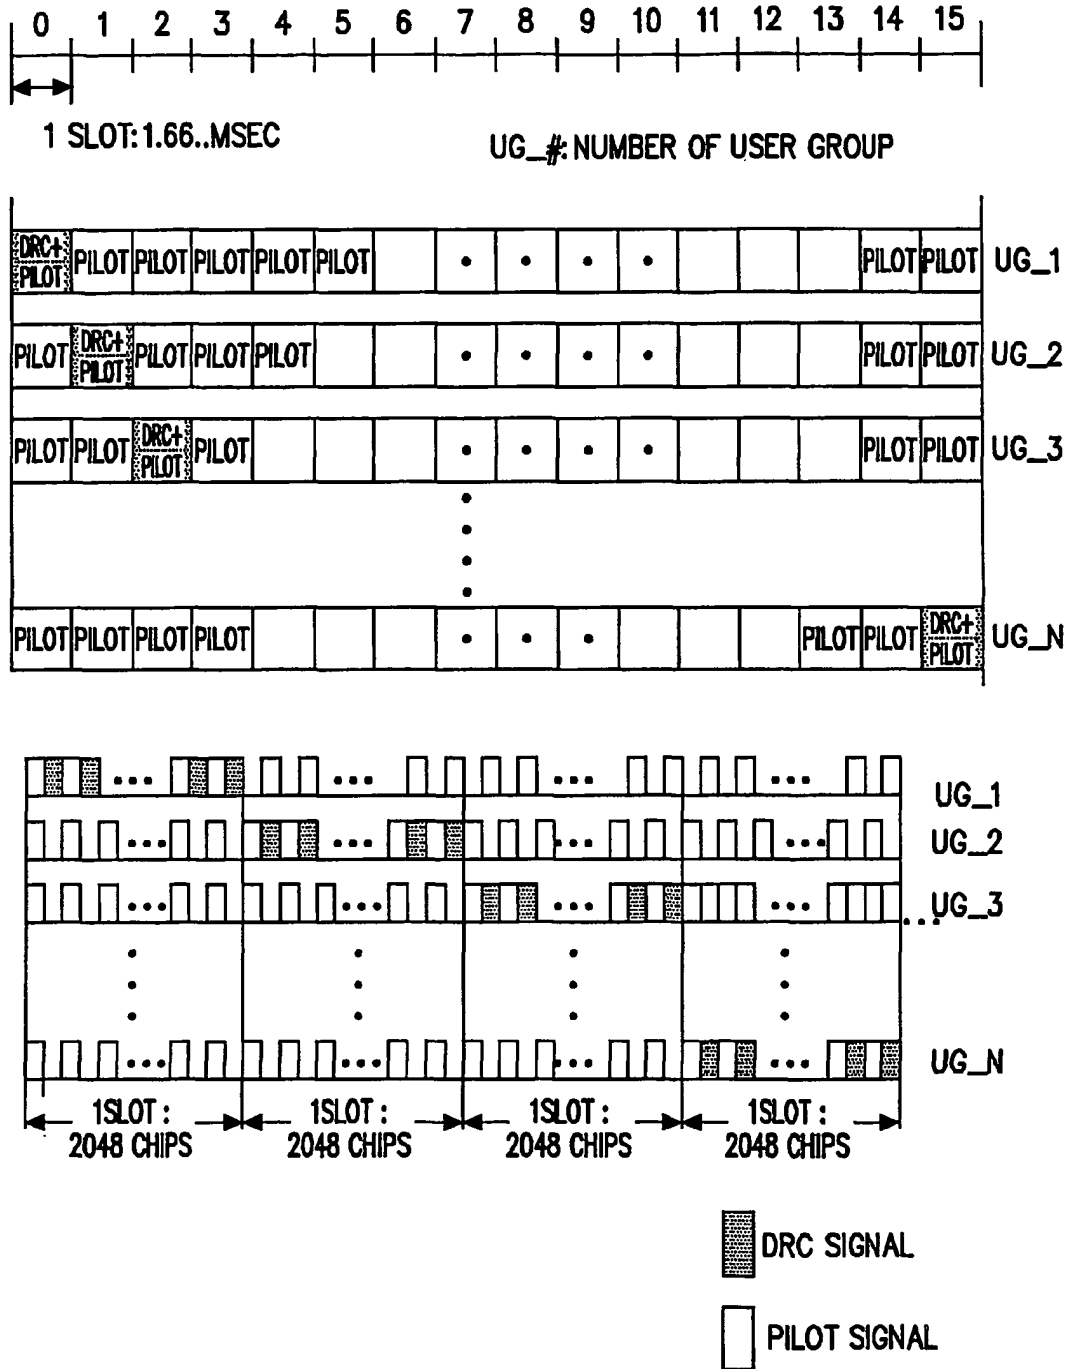 0 1 2 3 4 5 6 7 8 9 10 11 12 13 14 15
1 SLOT: 1.66..MSEC
UG_#: NUMBER OF USER GROUP
DRC+ PILOT PILOT PILOT PILOT PILOT PILOT • • • • PILOT PILOT UG_1
PILOT DRC+ PILOT PILOT PILOT PILOT • • • • PILOT PILOT UG_2
PILOT PILOT DRC+ PILOT PILOT • • • • PILOT PILOT UG_3
PILOT PILOT PILOT PILOT • • • PILOT PILOT DRC+ PILOT UG_N
UG_1
UG_2
UG_3
UG_N
1SLOT : 1SLOT : 1SLOT : 1SLOT :
2048 CHIPS 2048 CHIPS 2048 CHIPS 2048 CHIPS
DRC SIGNAL
PILOT SIGNAL